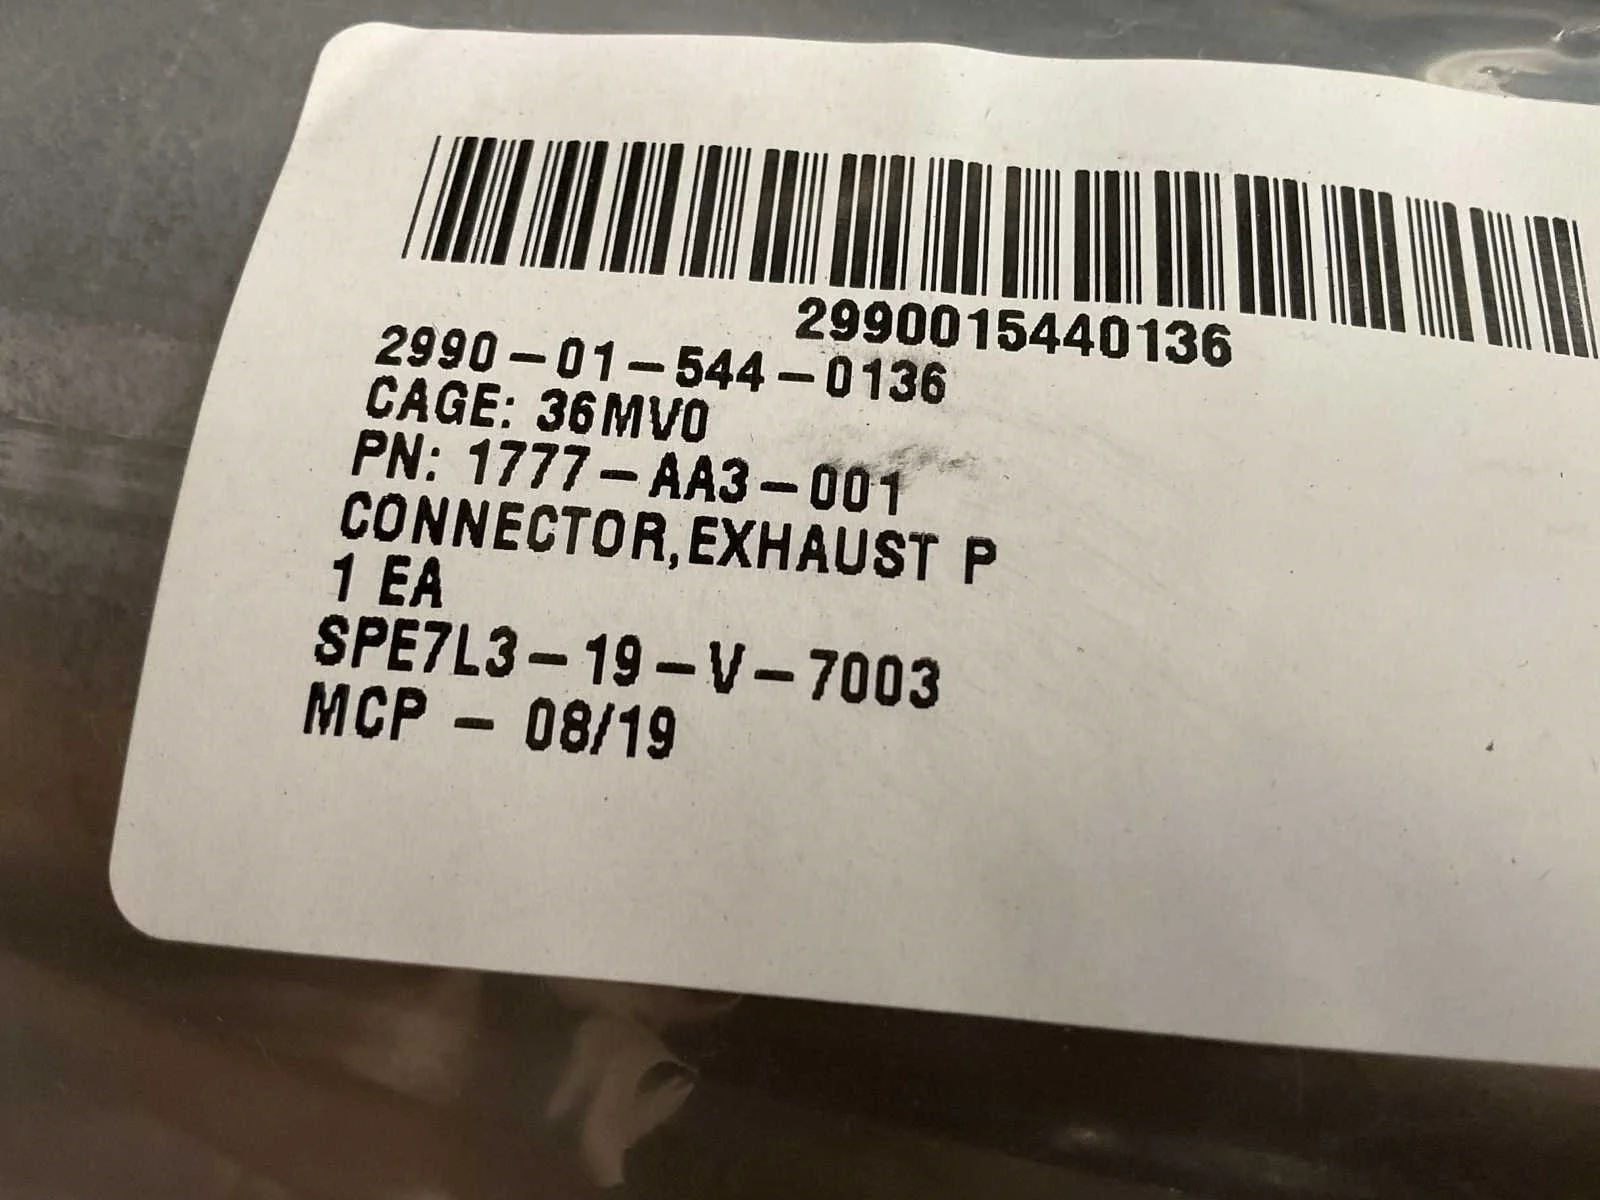 2990015440136
2990-01-544-0136
CAGE: 36MV0
PN: 1777-AA3-001
CONNECTOR,EXHAUST P
1 EA
SPE7L3-19-V-7003
MCP - 08/19